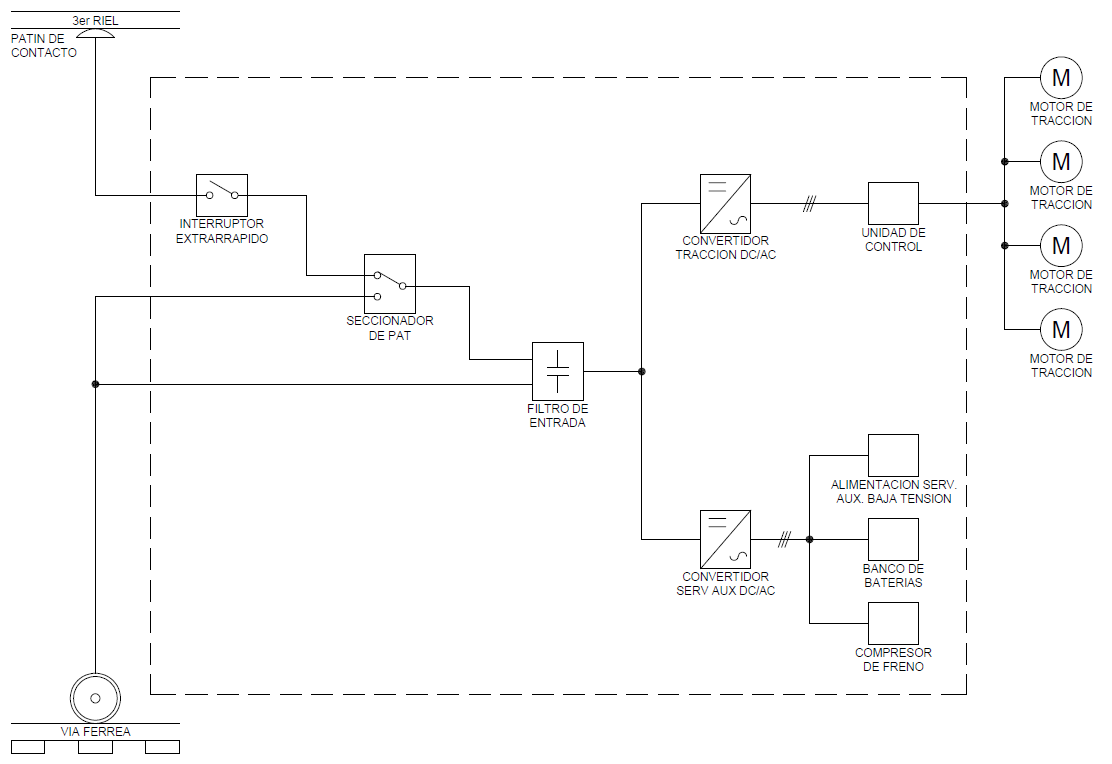 3er RIEL
PATIN DE
CONTACTO
INTERRUPTOR
EXTRARRAPIDO
SECCIONADOR
DE PAT
FILTRO DE
ENTRADA
CONVERTIDOR
TRACCION DC/AC
UNIDAD DE
CONTROL
M
MOTOR DE
TRACCION
M
MOTOR DE
TRACCION
M
MOTOR DE
TRACCION
M
MOTOR DE
TRACCION
CONVERTIDOR
SERV AUX DC/AC
ALIMENTACION SERV.
AUX. BAJA TENSION
BANCO DE
BATERIAS
COMPRESOR
DE FRENO
VIA FERREA